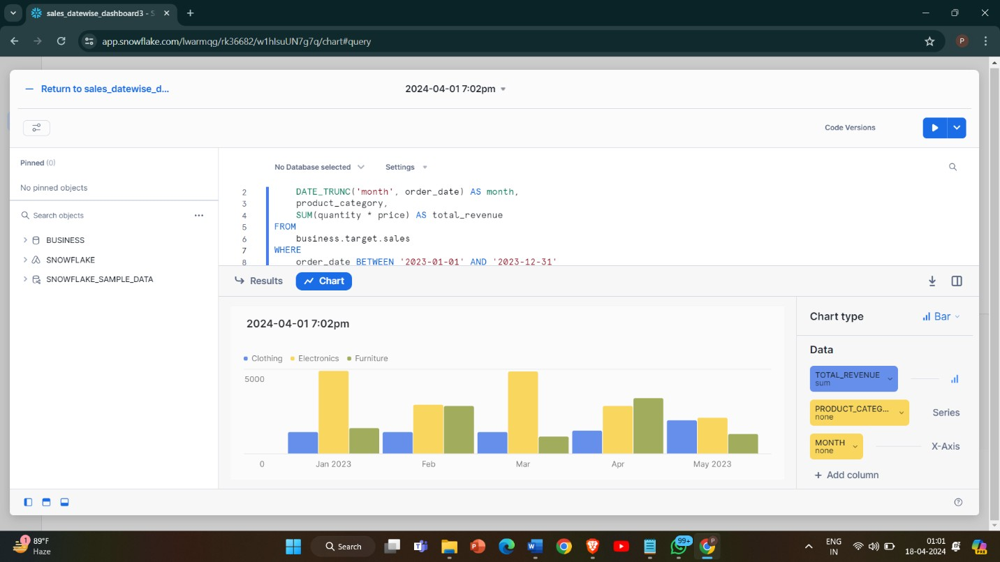 sales_datewise_dashboard3 - S
app.snowflake.com/lwarmqg/rk36682/w1hlsuUN7g7q/chart#query
P
Return to sales_datewise_d...
2024-04-01 7:02pm
Code Versions
Pinned (0)
No pinned objects
Search objects
BUSINESS
SNOWFLAKE
SNOWFLAKE_SAMPLE_DATA
No Database selected
Settings
2 DATE_TRUNC('month', order_date) AS month,
3 product_category,
4 SUM(quantity * price) AS total_revenue
5 FROM
6 business.target.sales
7 WHERE
8 order_date BETWEEN '2023-01-01' AND '2023-12-31'
Results
Chart
2024-04-01 7:02pm
Clothing Electronics Furniture
5000
0
Jan 2023 Feb Mar Apr May 2023
Chart type
Bar
Data
TOTAL_REVENUE
sum
PRODUCT_CATEG...
none
Series
MONTH
none
X-Axis
+ Add column
1
89°F
Haze
Search
99+
P
ENG
IN
01:01
18-04-2024
PRE